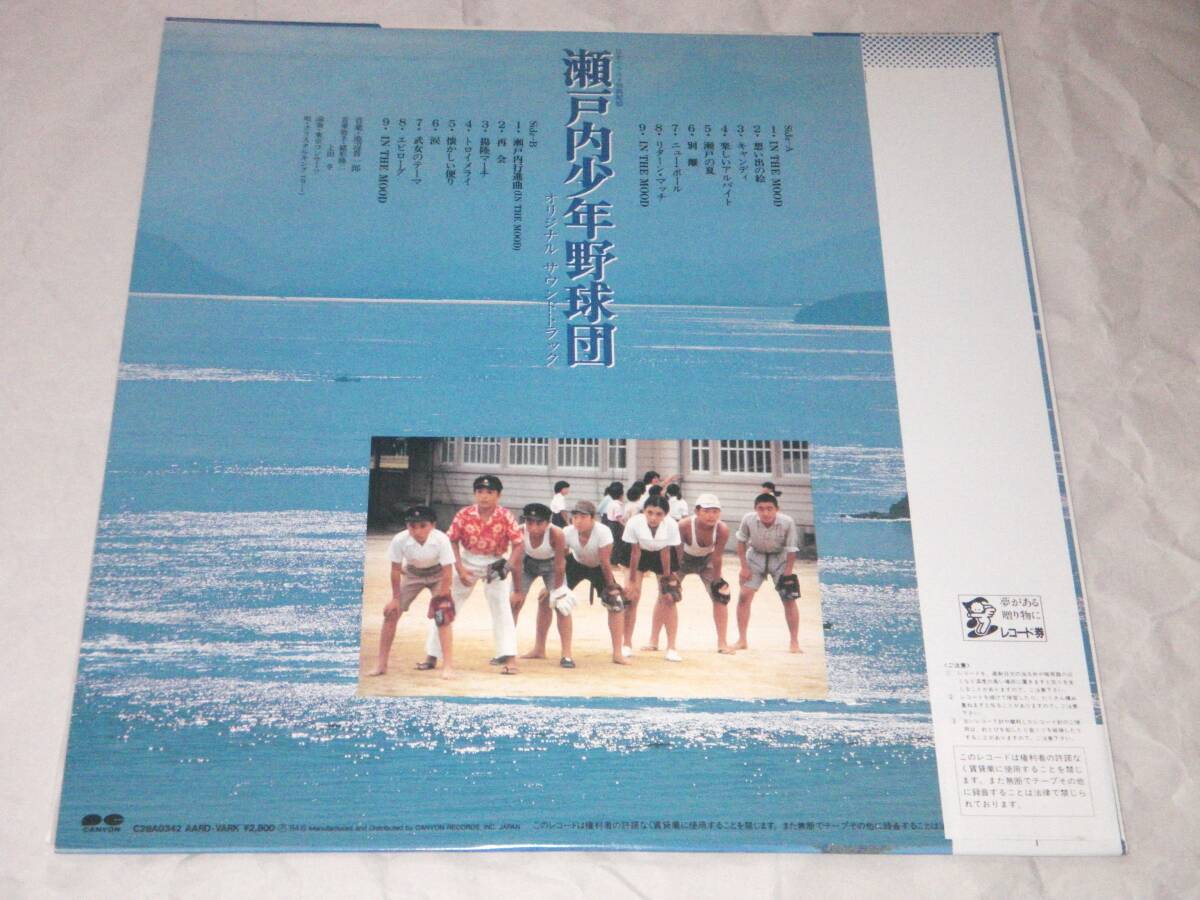 瀬戸内少年野球団
オリジナル サウンドトラック
Side-A
1・IN THE MOOD
2・想い出の絵
3・キャンディ
4・楽しいアルバイト
5・瀬戸の夏
6・別離
7・ニュー・ボール
8・リターン・マッチ
9・IN THE MOOD
Side-B
1・瀬戸内行進曲(IN THE MOOD)
2・再会
3・揚陸マーチ
4・トロイメライ
5・懐かしい便り
6・涙
7・武女のテーマ
8・エピローグ
9・IN THE MOOD
夢がある
贈り物に
レコード券
〈ご注意〉
このレコードは権利者の許諾な
く賃貸業に使用することを禁じ
ます。また無断でテープその他
に録音することは法律で禁じら
れております。
CANYON
C28A0342 AARD-VARK ¥2,800
Manufactured and Distributed by CANYON RECORDS, INC. JAPAN
このレコードは権利者の許諾なく賃貸業に使用することを禁じます。また無断でテープその他に録音することは